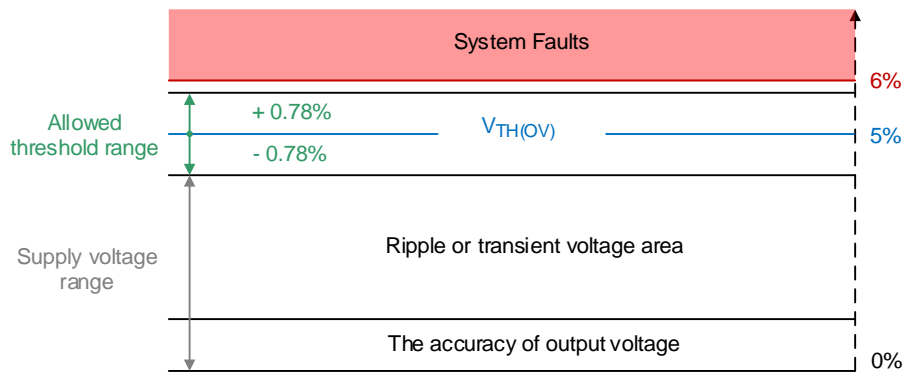 System Faults
6%
+ 0.78%
Allowed
threshold range
V TH(OV)
5%
- 0.78%
Ripple or transient voltage area
Supply voltage
range
The accuracy of output voltage
0%